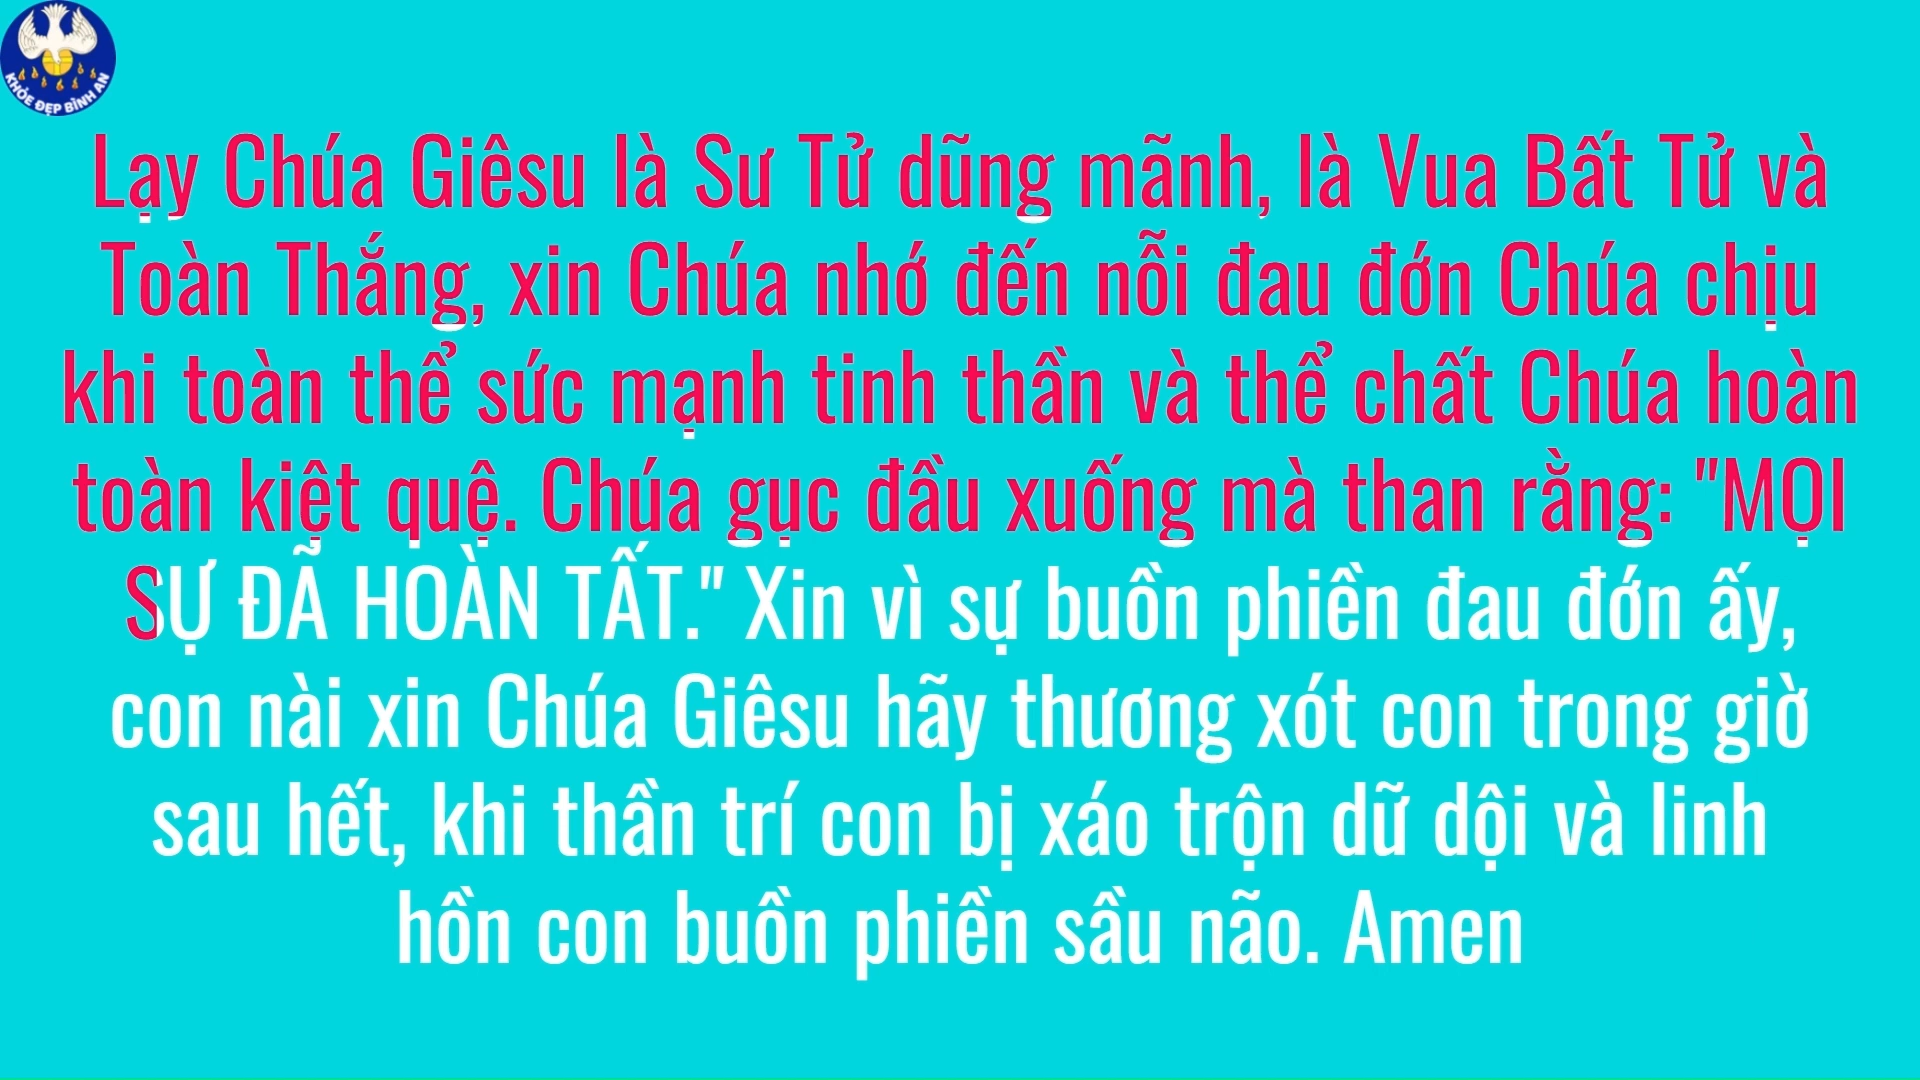 KHỎE ĐẸP BÌNH AN
Lạy Chúa Giêsu là Sư Tử dũng mãnh, là Vua Bất Tử và
Toàn Thắng, xin Chúa nhớ đến nỗi đau đớn Chúa chịu
khi toàn thể sức mạnh tinh thần và thể chất Chúa hoàn
toàn kiệt quệ. Chúa gục đầu xuống mà than rằng: "MỌI
SỰ ĐÃ HOÀN TẤT." Xin vì sự buồn phiền đau đớn ấy,
con nài xin Chúa Giêsu hãy thương xót con trong giờ
sau hết, khi thần trí con bị xáo trộn dữ dội và linh
hồn con buồn phiền sầu não. Amen